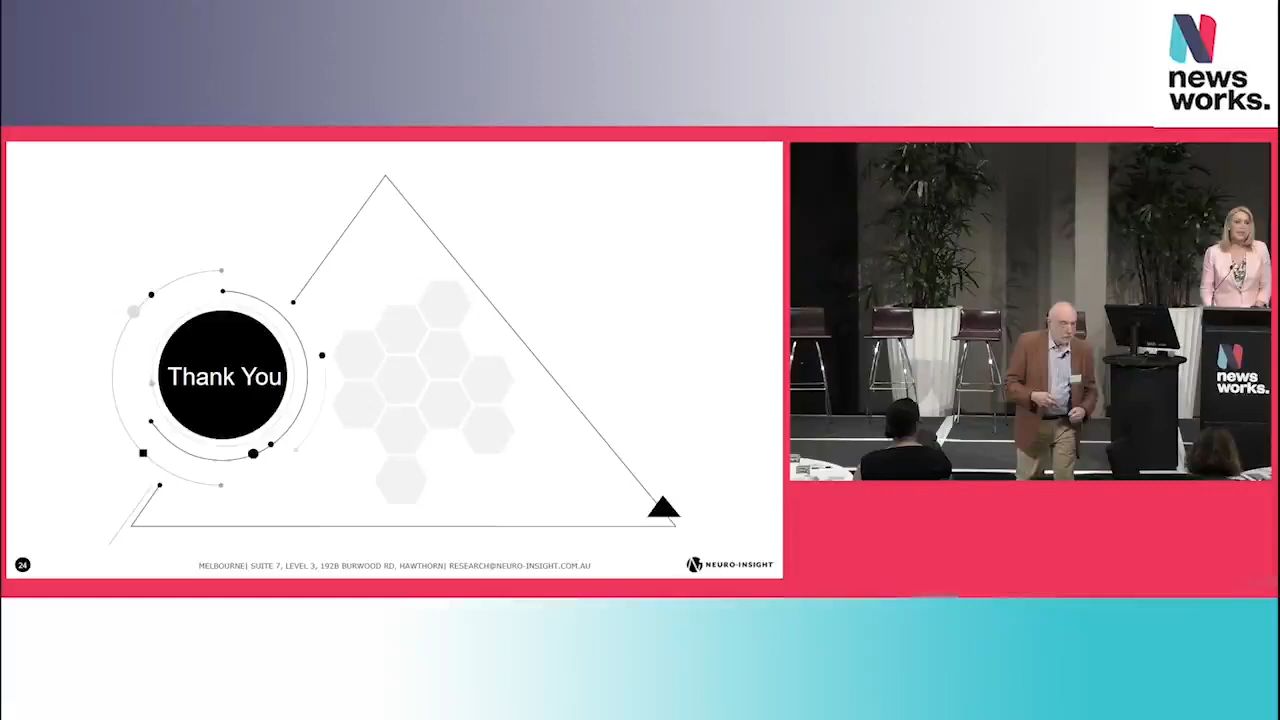 news
works.
Thank You
news
works.
24
MELBOURNE| SUITE 7, LEVEL 3, 192B BURWOOD RD, HAWTHORN| RESEARCH@NEURO-INSIGHT.COM.AU
NEURO-INSIGHT